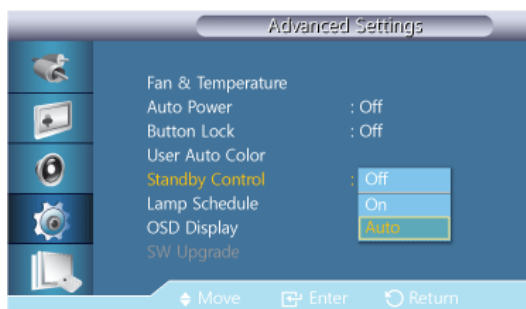 Advanced Settings
Fan & Temperature
Auto Power : Off
Button Lock : Off
User Auto Color
Standby Control : Off
Lamp Schedule On
OSD Display Auto
SW Upgrade
Move Enter Return